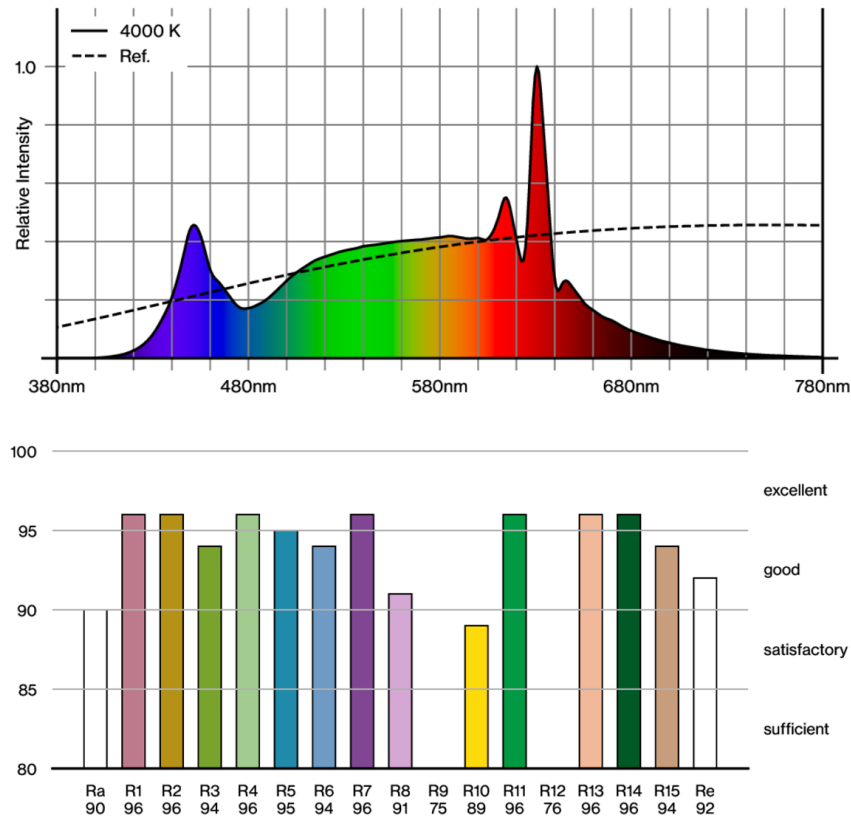 4000 K
Ref.
1.0
Relative Intensity
380nm 480nm 580nm 680nm 780nm
100
excellent
95
good
90
satisfactory
85
sufficient
80
Ra R1 R2 R3 R4 R5 R6 R7 R8 R9 R10 R11 R12 R13 R14 R15 Re
90 96 96 94 96 95 94 96 91 75 89 96 76 96 96 94 92